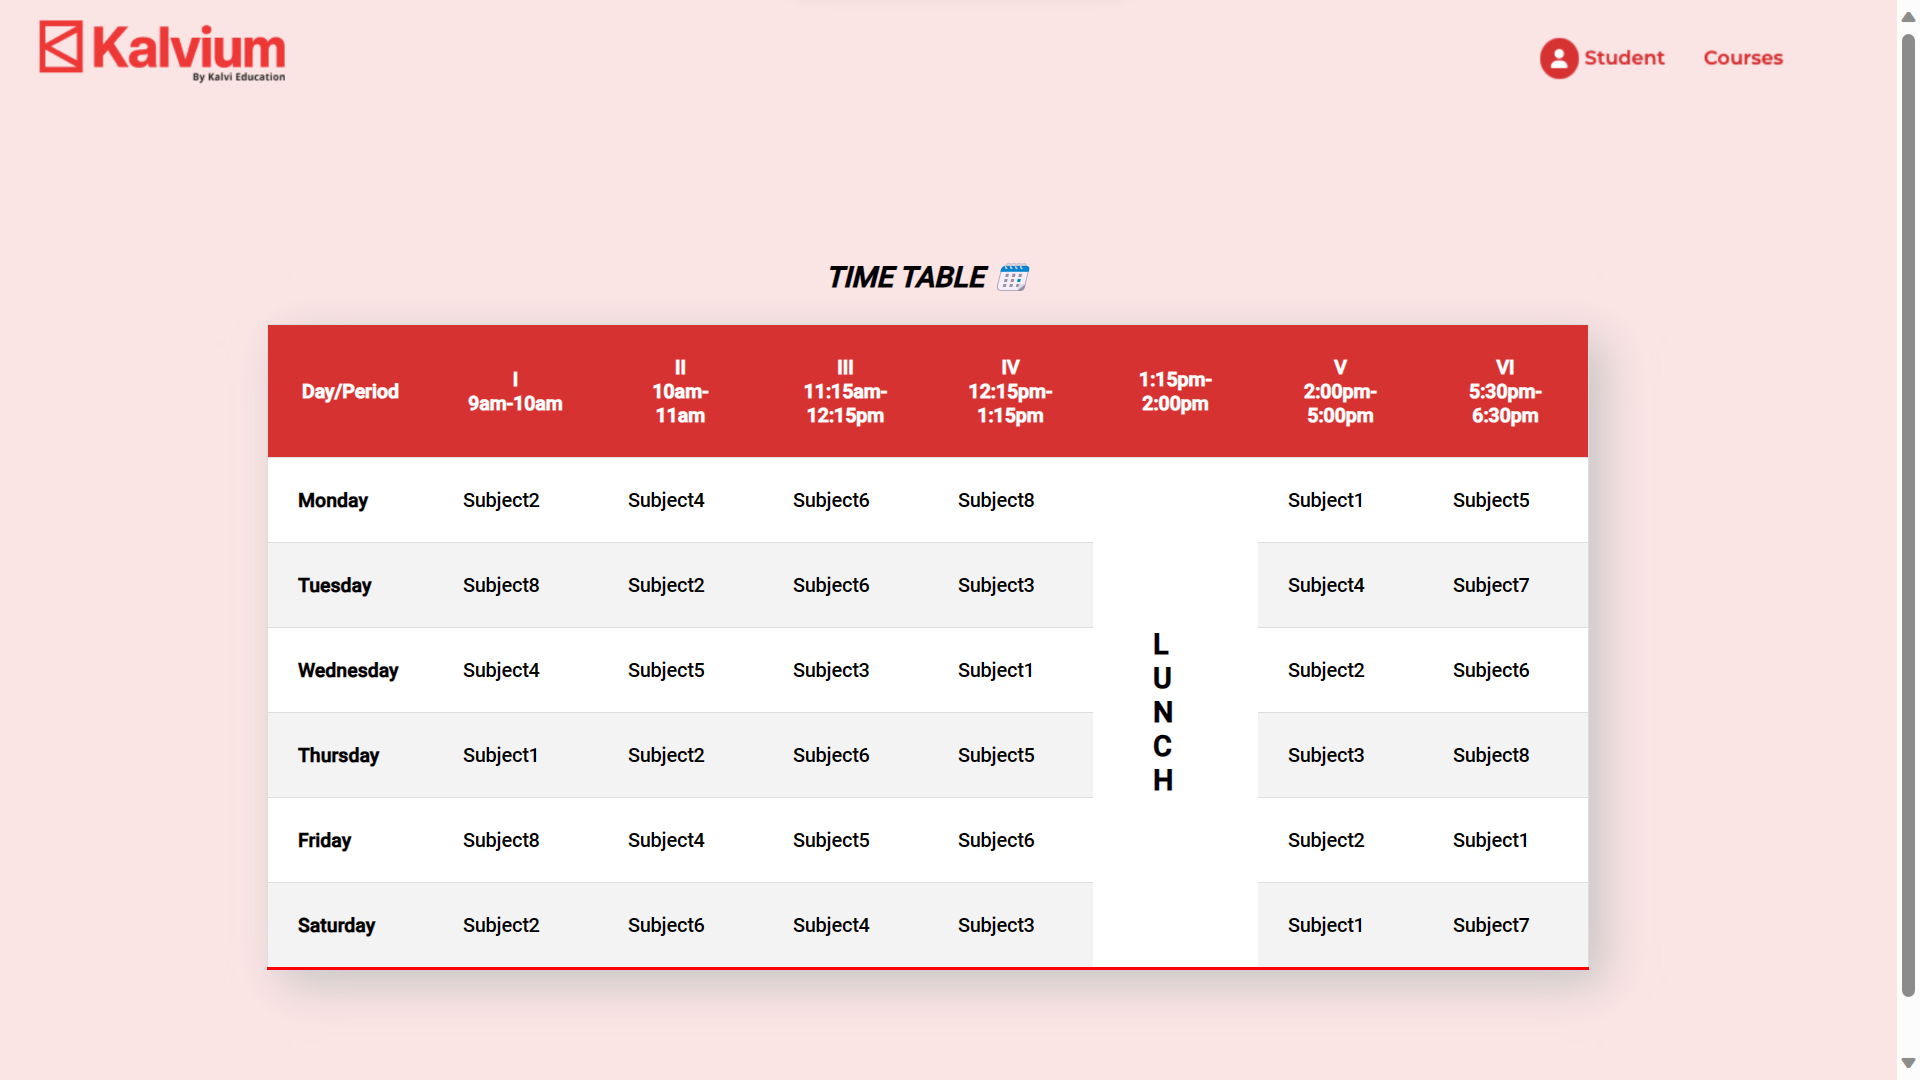 Kalvium
By Kalvi Education
Student Courses
TIME TABLE
Day/Period I 9am-10am II 10am-11am III 11:15am-12:15pm IV 12:15pm-1:15pm 1:15pm-2:00pm V 2:00pm-5:00pm VI 5:30pm-6:30pm
Monday Subject2 Subject4 Subject6 Subject8 Subject1 Subject5
Tuesday Subject8 Subject2 Subject6 Subject3 Subject4 Subject7
Wednesday Subject4 Subject5 Subject3 Subject1 Subject2 Subject6
Thursday Subject1 Subject2 Subject6 Subject5 Subject3 Subject8
Friday Subject8 Subject4 Subject5 Subject6 Subject2 Subject1
Saturday Subject2 Subject6 Subject4 Subject3 Subject1 Subject7
L
U
N
C
H